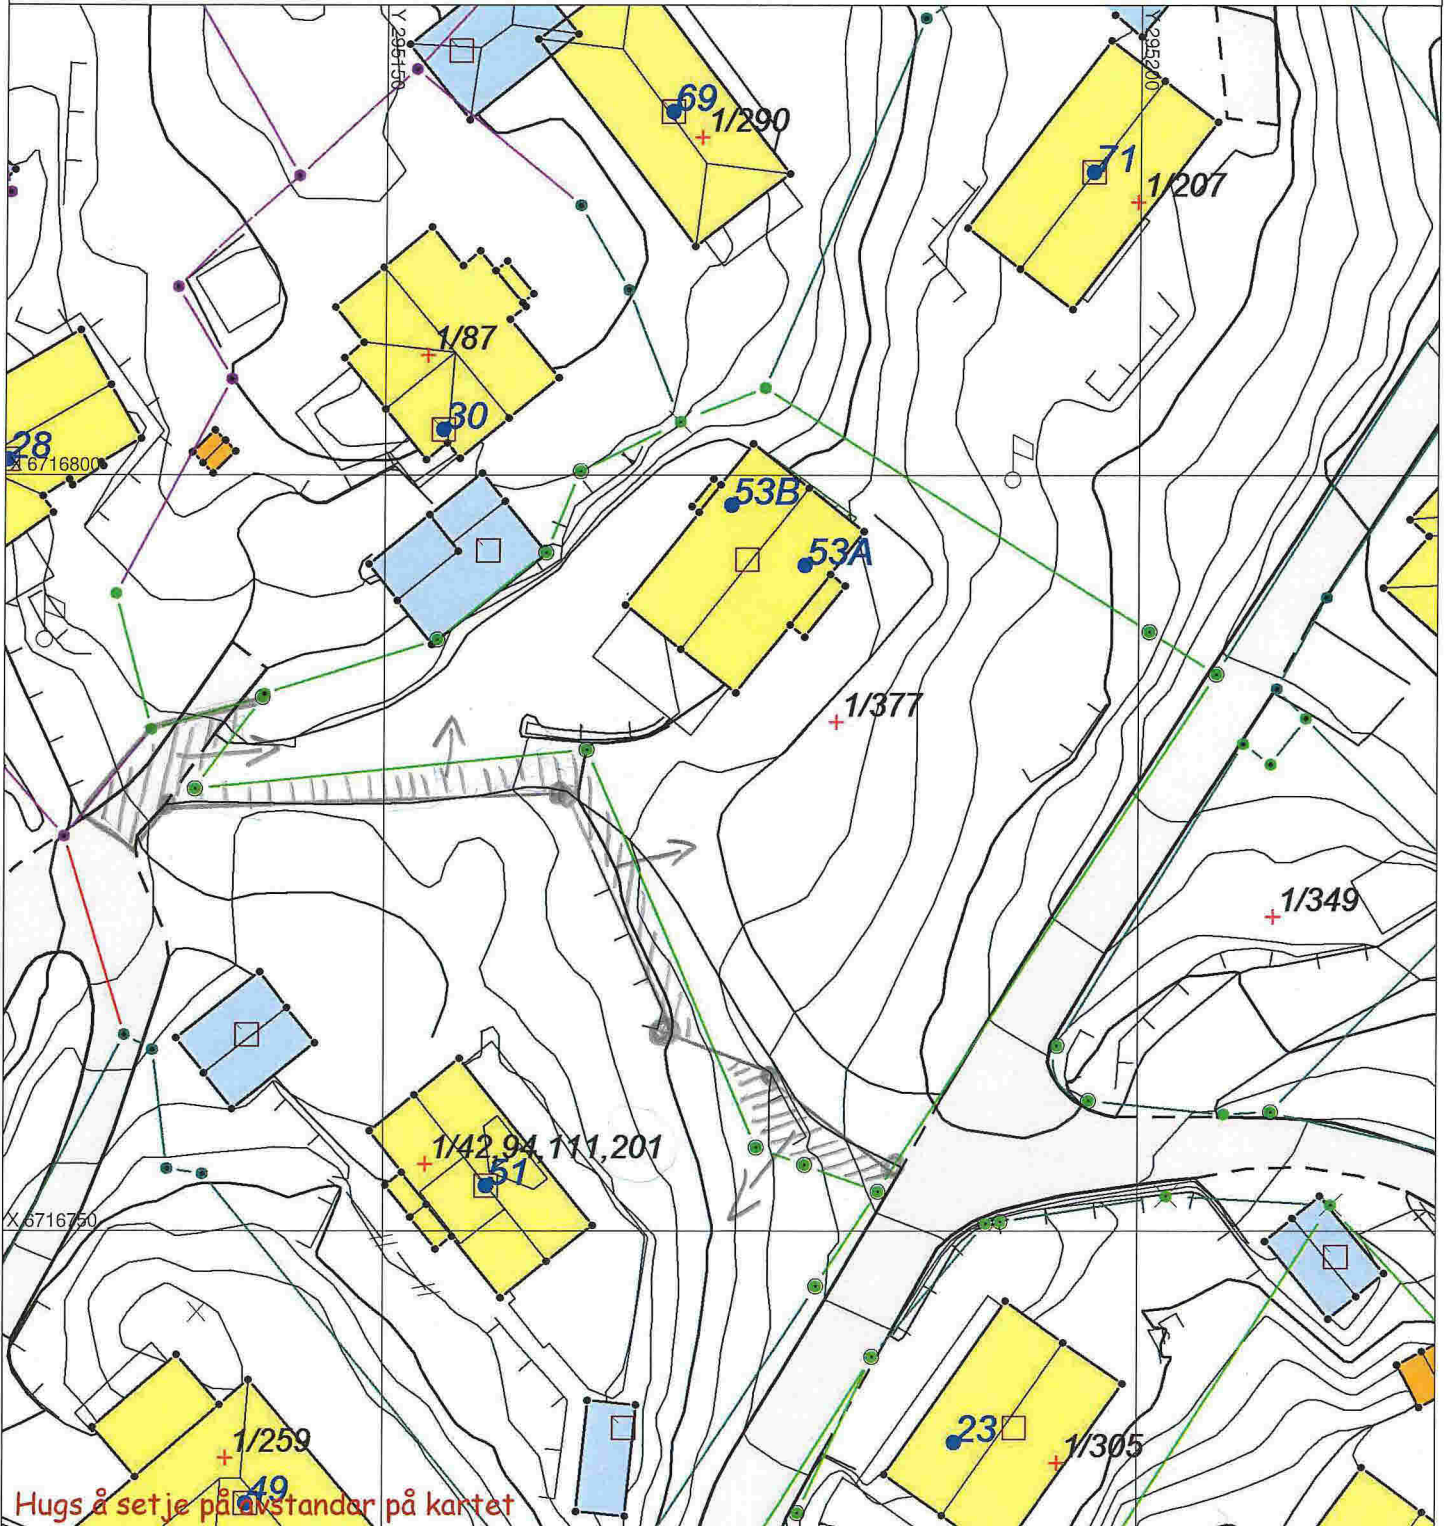 Y 295150
Y 295200
69
1/290
71
1/207
1/87
30
28
X 6716800
53B
53A
1/377
1/349
1/42,94,111,201
51
X 6716750
1/259
49
23
1/305
Hugs å setje på avstandar på kartet